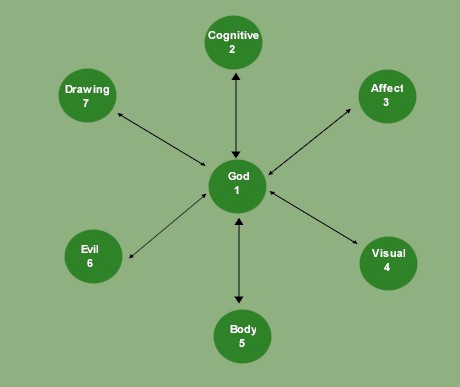 Cognitive
2
Drawing
7
Affect
3
God
1
Evil
6
Visual
4
Body
5